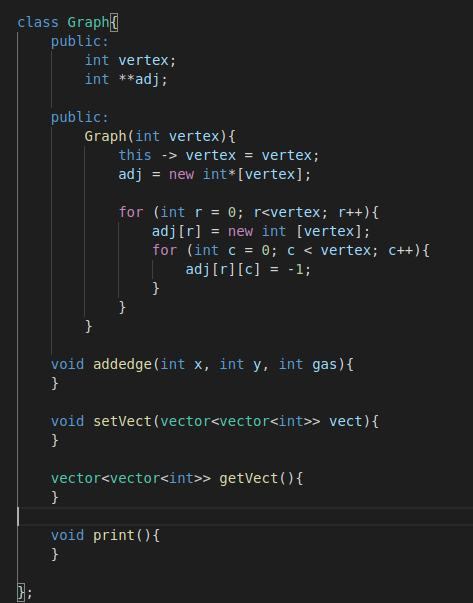 class Graph{
    public:
        int vertex;
        int **adj;

    public:
        Graph(int vertex){
            this -> vertex = vertex;
            adj = new int*[vertex];

            for (int r = 0; r<vertex; r++){
                adj[r] = new int [vertex];
                for (int c = 0; c < vertex; c++){
                    adj[r][c] = -1;
                }
            }
        }

    void addedge(int x, int y, int gas){
    }

    void setVect(vector<vector<int>> vect){
    }

    vector<vector<int>> getVect(){
    }

    void print(){
    }

};